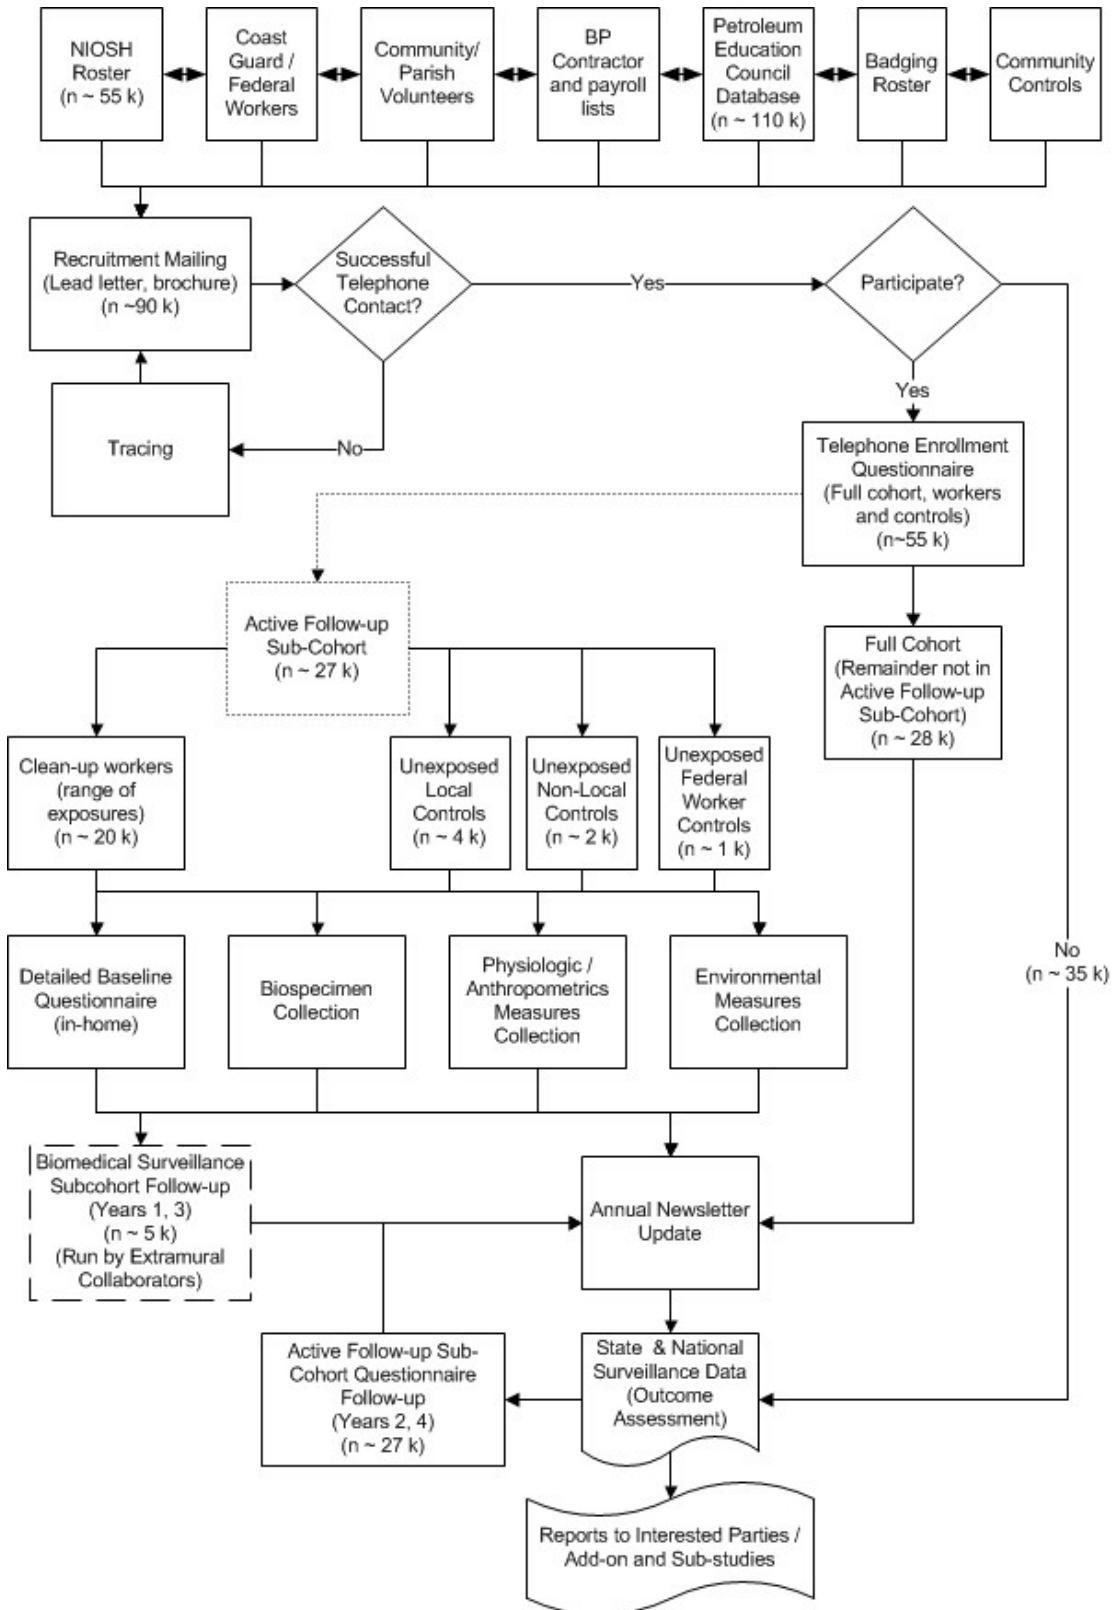 NIOSH
Roster
(n ~ 55 k)
Coast
Guard /
Federal
Workers
Community/
Parish
Volunteers
BP
Contractor
and payroll
lists
Petroleum
Education
Council
Database
(n ~ 110 k)
Badging
Roster
Community
Controls
Recruitment Mailing
(Lead letter, brochure)
(n ~90 k)
Successful
Telephone
Contact?
Yes
Participate?
Tracing
No
Yes
Telephone Enrollment
Questionnaire
(Full cohort, workers
and controls)
(n~55 k)
Active Follow-up
Sub-Cohort
(n ~ 27 k)
Full Cohort
(Remainder not in
Active Follow-up
Sub-Cohort)
(n ~ 28 k)
Clean-up workers
(range of
exposures)
(n ~ 20 k)
Unexposed
Local
Controls
(n ~ 4 k)
Unexposed
Non-Local
Controls
(n ~ 2 k)
Unexposed
Federal
Worker
Controls
(n ~ 1 k)
Detailed Baseline
Questionnaire
(in-home)
Biospecimen
Collection
Physiologic /
Anthropometrics
Measures
Collection
Environmental
Measures
Collection
No
(n ~ 35 k)
Biomedical Surveillance
Subcohort Follow-up
(Years 1, 3)
(n ~ 5 k)
(Run by Extramural
Collaborators)
Annual Newsletter
Update
Active Follow-up Sub-
Cohort Questionnaire
Follow-up
(Years 2, 4)
(n ~ 27 k)
State & National
Surveillance Data
(Outcome
Assessment)
Reports to Interested Parties /
Add-on and Sub-studies